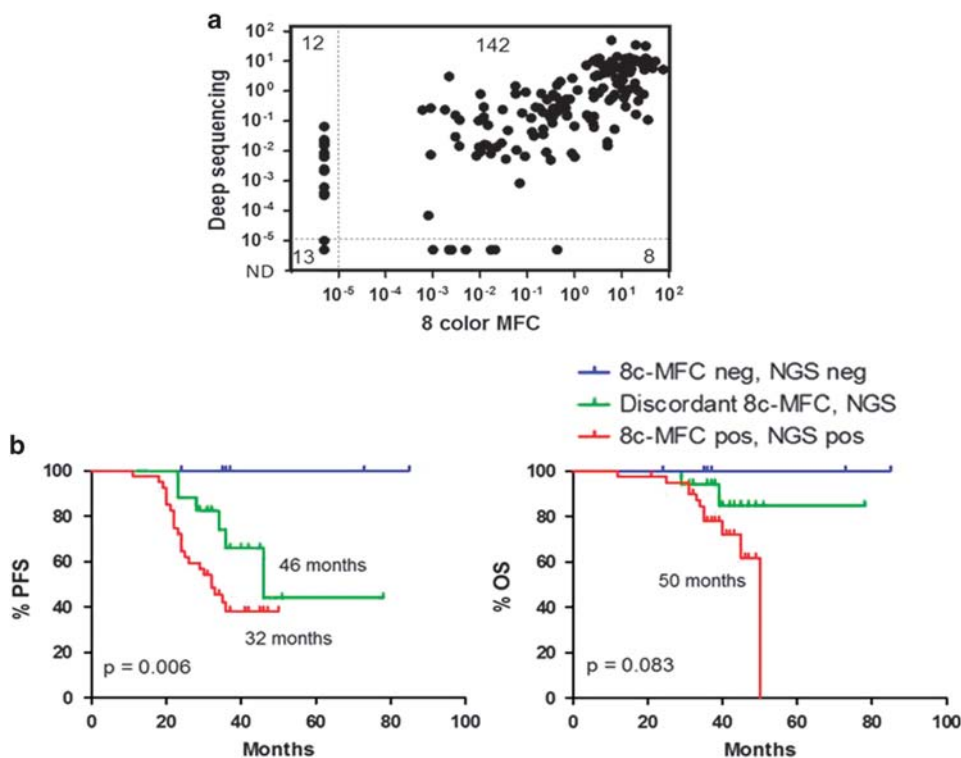 a
12
142
13
8
Deep sequencing
10²
10¹
10⁰
10⁻¹
10⁻²
10⁻³
10⁻⁴
10⁻⁵
ND
10⁻⁵ 10⁻⁴ 10⁻³ 10⁻² 10⁻¹ 10⁰ 10¹ 10²
8 color MFC
8c-MFC neg, NGS neg
Discordant 8c-MFC, NGS
8c-MFC pos, NGS pos
b
% PFS
100
80
60
40
20
0
46 months
32 months
p = 0.006
0 20 40 60 80 100
Months
% OS
100
80
60
40
20
0
50 months
p = 0.083
0 20 40 60 80 100
Months